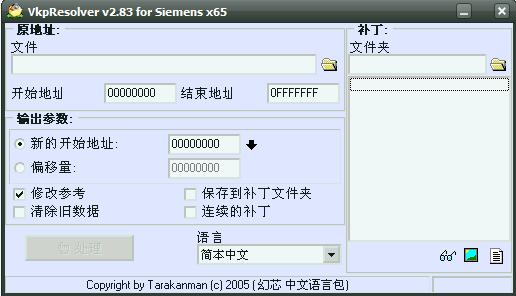 VkpResolver v2.83 for Siemens x65
原地址:
文件
开始地址 00000000 结束地址 0FFFFFFF
输出参数:
新的开始地址: 00000000
偏移量: 00000000
修改参考 保存到补丁文件夹
清除旧数据 连续的补丁
处理
语言
简本中文
补丁:
文件夹
Copyright by Tarakanman (c) 2005 (幻芯 中文语言包)